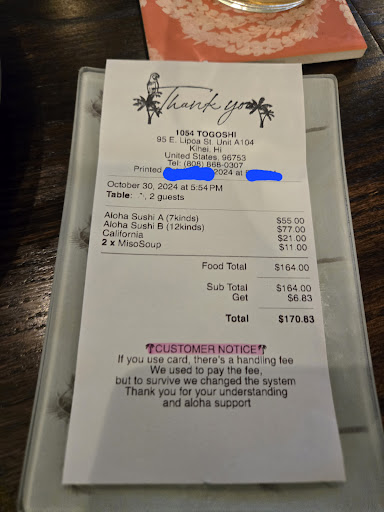 Thank you
1054 TOGOSHI
95 E. Lipoa St. Unit A104
Kihei, Hi
United States, 96753
Tel: (808) 868-0307
Printed 2024 at
October 30, 2024 at 5:54 PM
Table: 2 guests
Aloha Sushi A (7kinds) $55.00
Aloha Sushi B (12kinds) $77.00
California $21.00
2 x MisoSoup $11.00
Food Total $164.00
Sub Total $164.00
Get $6.83
Total $170.83
🌴CUSTOMER NOTICE🌴
If you use card, there's a handling fee
We used to pay the fee,
but to survive we changed the system
Thank you for your understanding
and aloha support